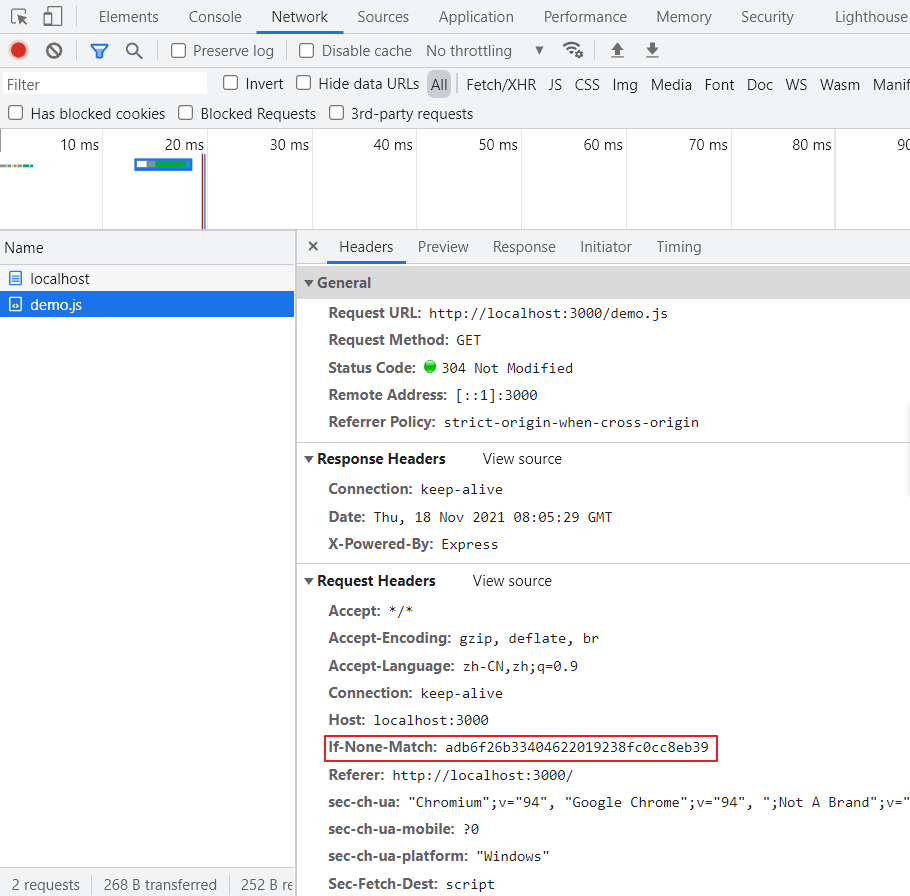 Elements Console Network Sources Application Performance Memory Security Lighthouse
Preserve log Disable cache No throttling
Filter Invert Hide data URLs All Fetch/XHR JS CSS Img Media Font Doc WS Wasm Manif
Has blocked cookies Blocked Requests 3rd-party requests
10 ms 20 ms 30 ms 40 ms 50 ms 60 ms 70 ms 80 ms 90
Name
localhost
demo.js
× Headers Preview Response Initiator Timing
General
Request URL: http://localhost:3000/demo.js
Request Method: GET
Status Code: 304 Not Modified
Remote Address: [::1]:3000
Referrer Policy: strict-origin-when-cross-origin
Response Headers View source
Connection: keep-alive
Date: Thu, 18 Nov 2021 08:05:29 GMT
X-Powered-By: Express
Request Headers View source
Accept: */*
Accept-Encoding: gzip, deflate, br
Accept-Language: zh-CN,zh;q=0.9
Connection: keep-alive
Host: localhost:3000
If-None-Match: adb6f26b33404622019238fc0cc8eb39
Referer: http://localhost:3000/
sec-ch-ua: "Chromium";v="94", "Google Chrome";v="94", ";Not A Brand";v="
sec-ch-ua-mobile: ?0
sec-ch-ua-platform: "Windows"
Sec-Fetch-Dest: script
2 requests 268 B transferred 252 B re